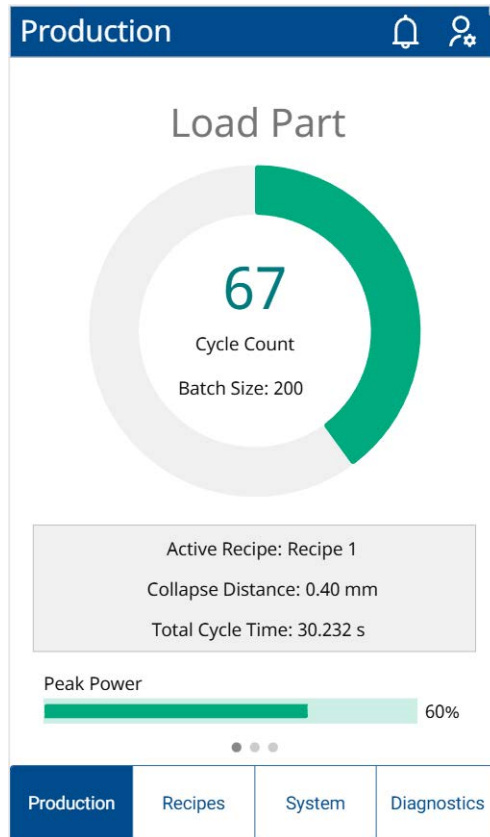 Production
Load Part
67
Cycle Count
Batch Size: 200
Active Recipe: Recipe 1
Collapse Distance: 0.40 mm
Total Cycle Time: 30.232 s
Peak Power
60%
Production Recipes System Diagnostics